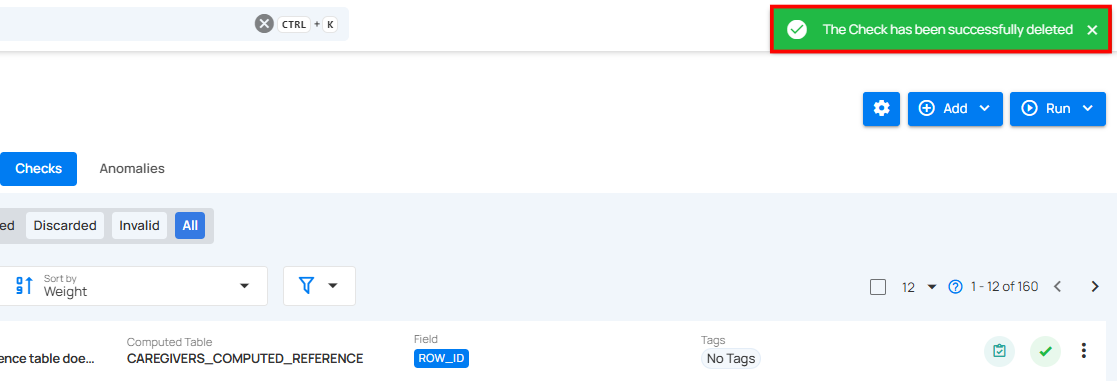 CTRL + K
The Check has been successfully deleted
Add
Run
Checks
Anomalies
ed
Discarded
Invalid
All
Sort by
Weight
12
1 - 12 of 160
ence table doe...
Computed Table
CAREGIVERS_COMPUTED_REFERENCE
Field
ROW_ID
Tags
No Tags